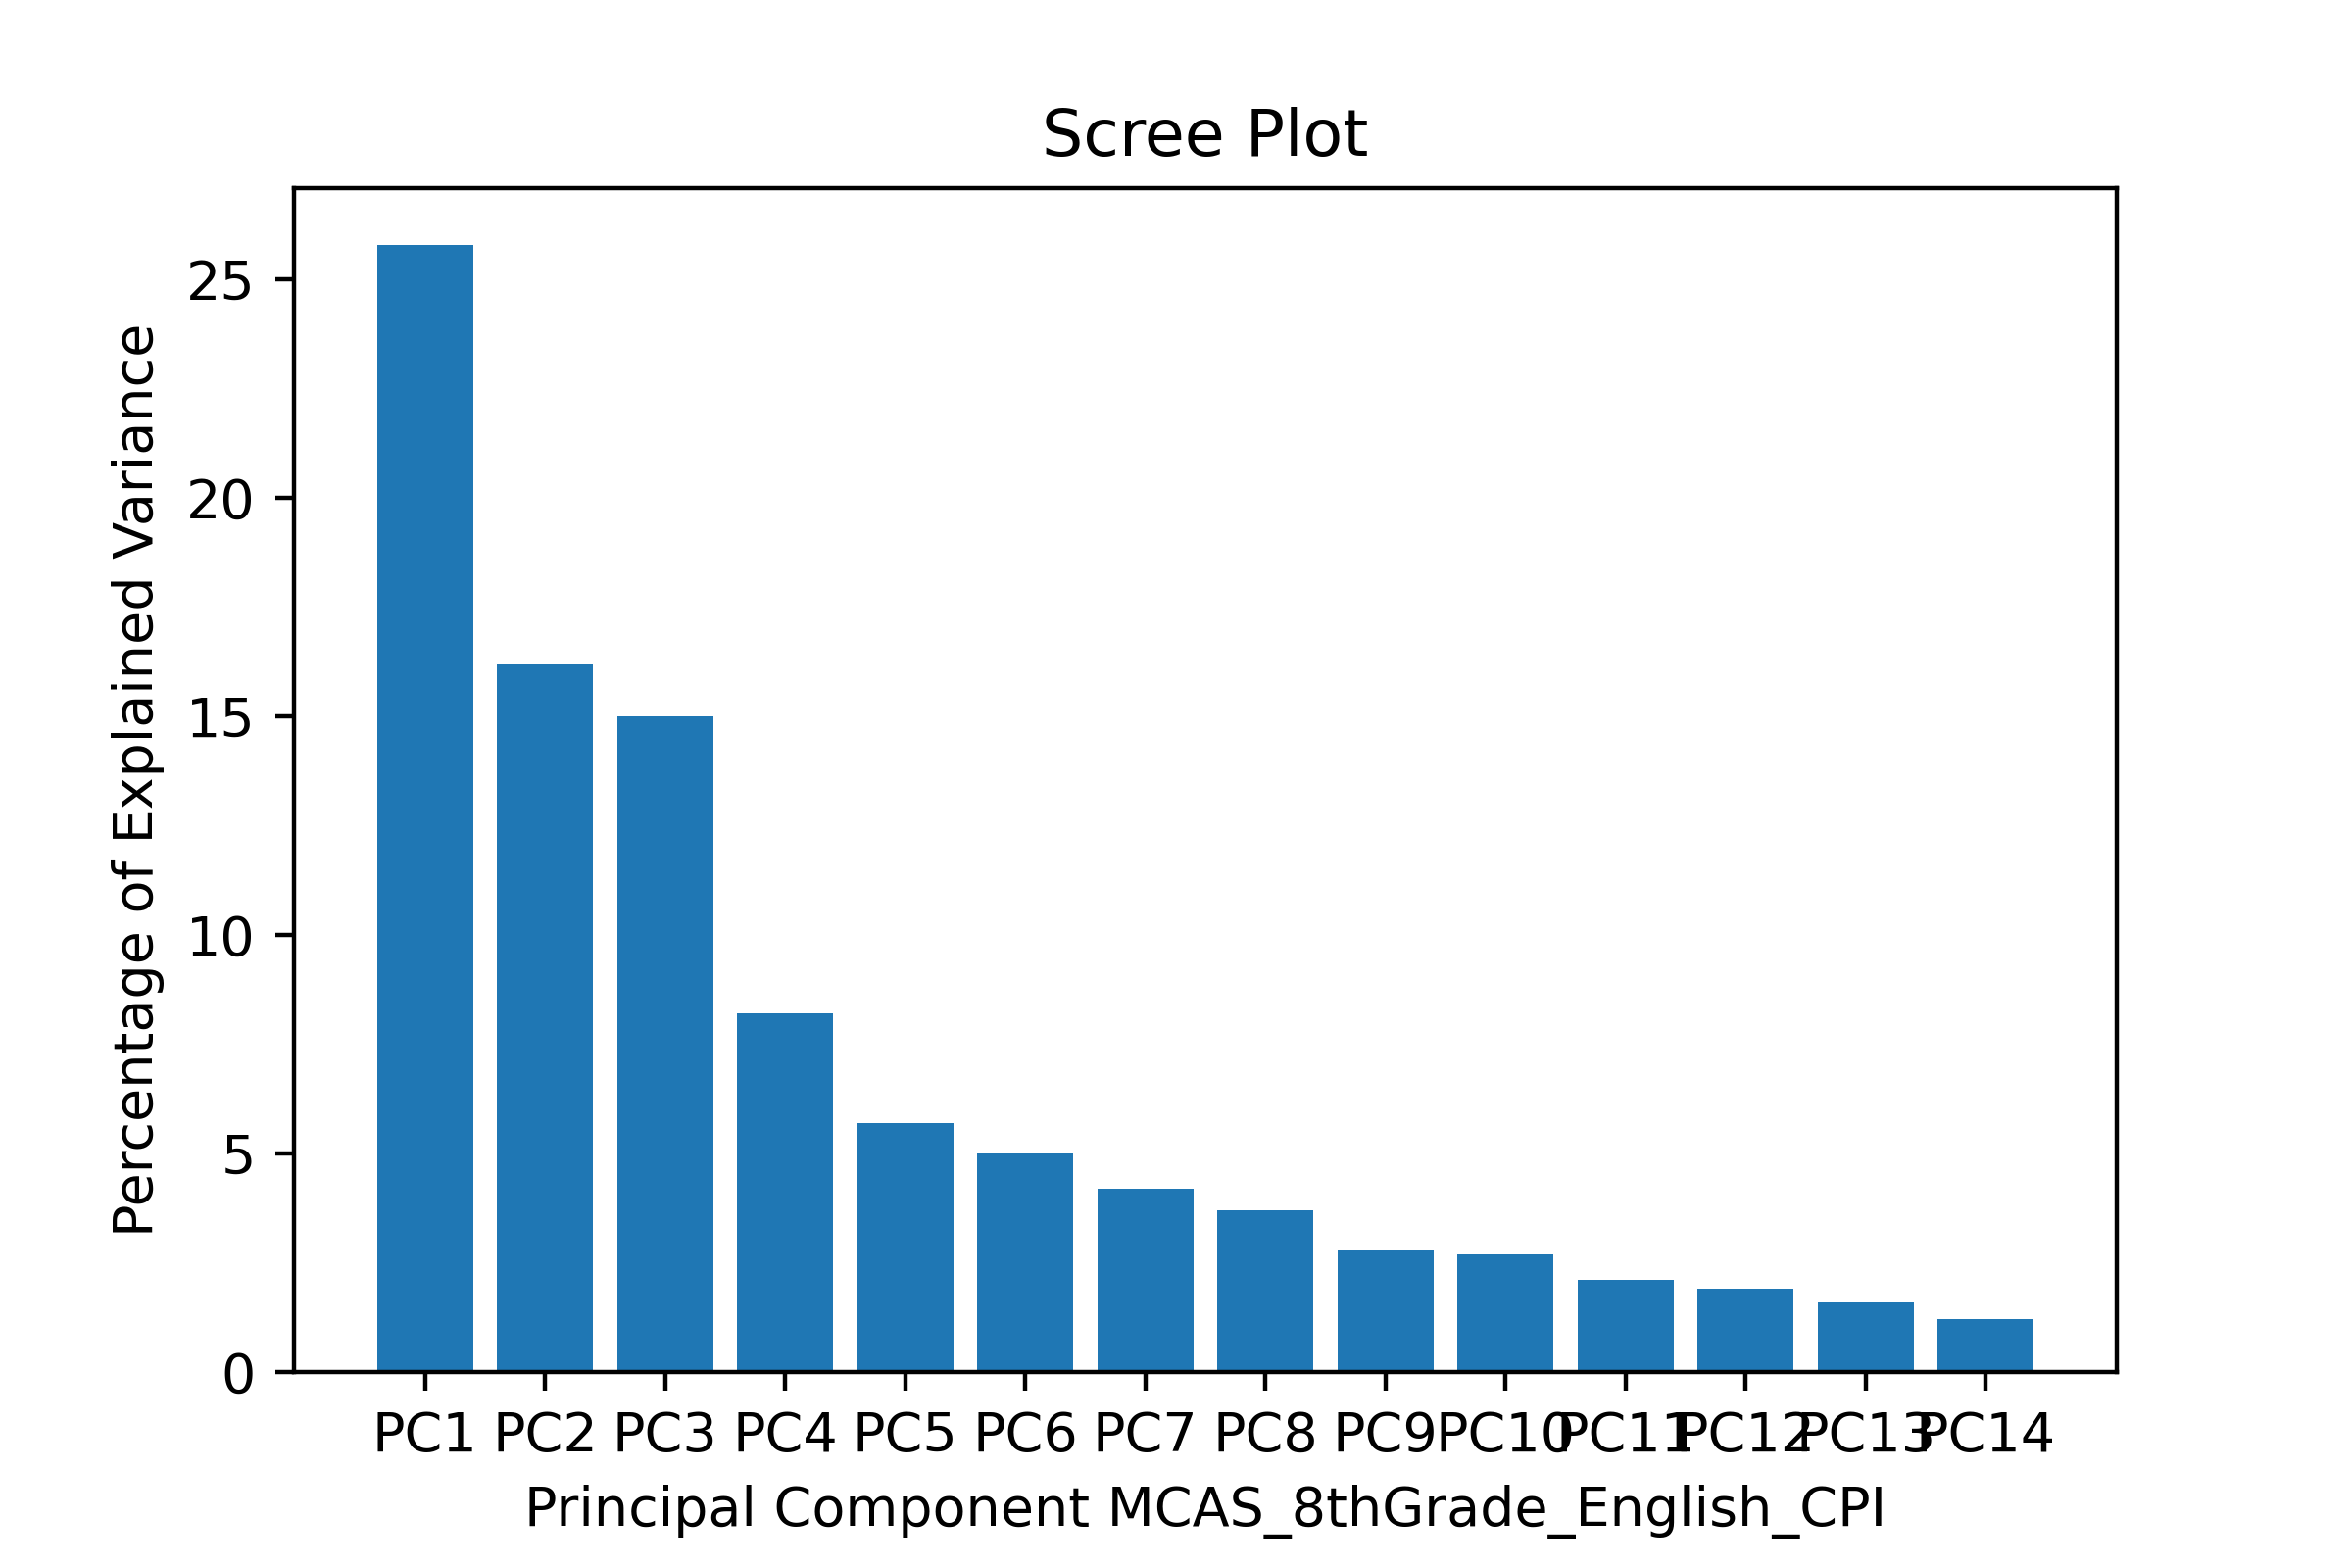 Scree Plot
Percentage of Explained Variance
25
20
15
10
5
0
PC1 PC2 PC3 PC4 PC5 PC6 PC7 PC8 PC9 PC10 PC11 PC12 PC13 PC14
Principal Component MCAS_8thGrade_English_CPI